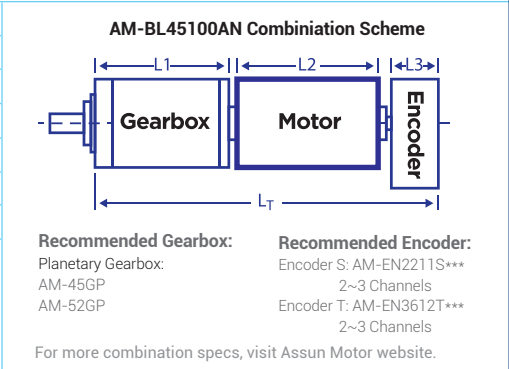 AM-BL45100AN Combiniation Scheme
L1
L2
L3
Gearbox
Motor
Encoder
LT
Recommended Gearbox:
Planetary Gearbox:
AM-45GP
AM-52GP
Recommended Encoder:
Encoder S: AM-EN2211S***
2~3 Channels
Encoder T: AM-EN3612T***
2~3 Channels
For more combination specs, visit Assun Motor website.